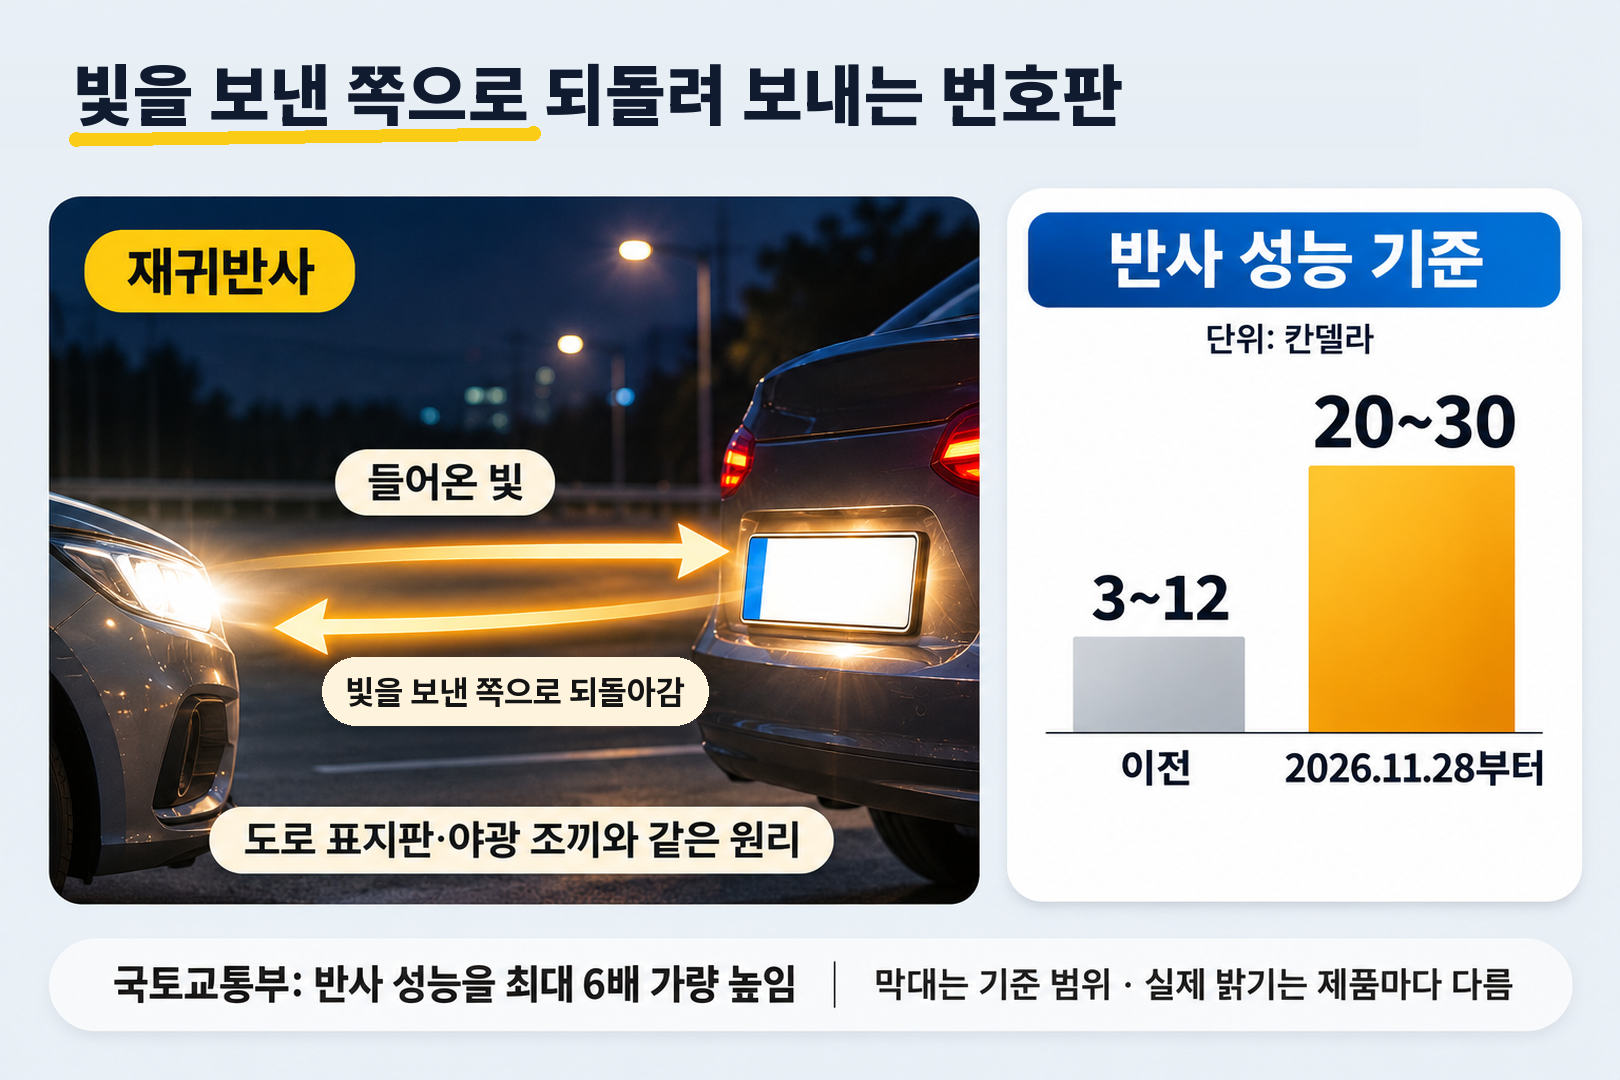 빛을 보낸 쪽으로 되돌려 보내는 번호판
재귀반사
들어온 빛
빛을 보낸 쪽으로 되돌아감
도로 표지판·야광 조끼와 같은 원리
반사 성능 기준
단위: 칸델라
20~30
3~12
이전
2026.11.28부터
국토교통부: 반사 성능을 최대 6배 가량 높임
막대는 기준 범위 · 실제 밝기는 제품마다 다름